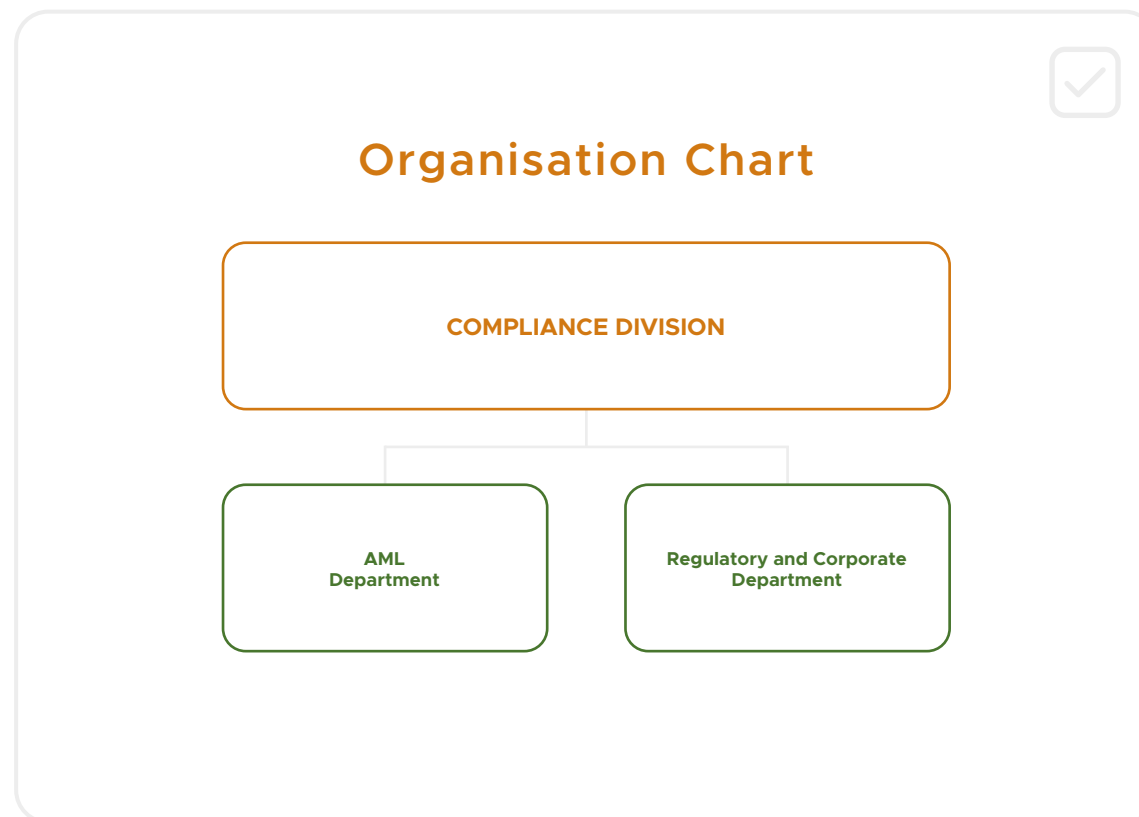 Organisation Chart
COMPLIANCE DIVISION
AML
Department
Regulatory and Corporate
Department